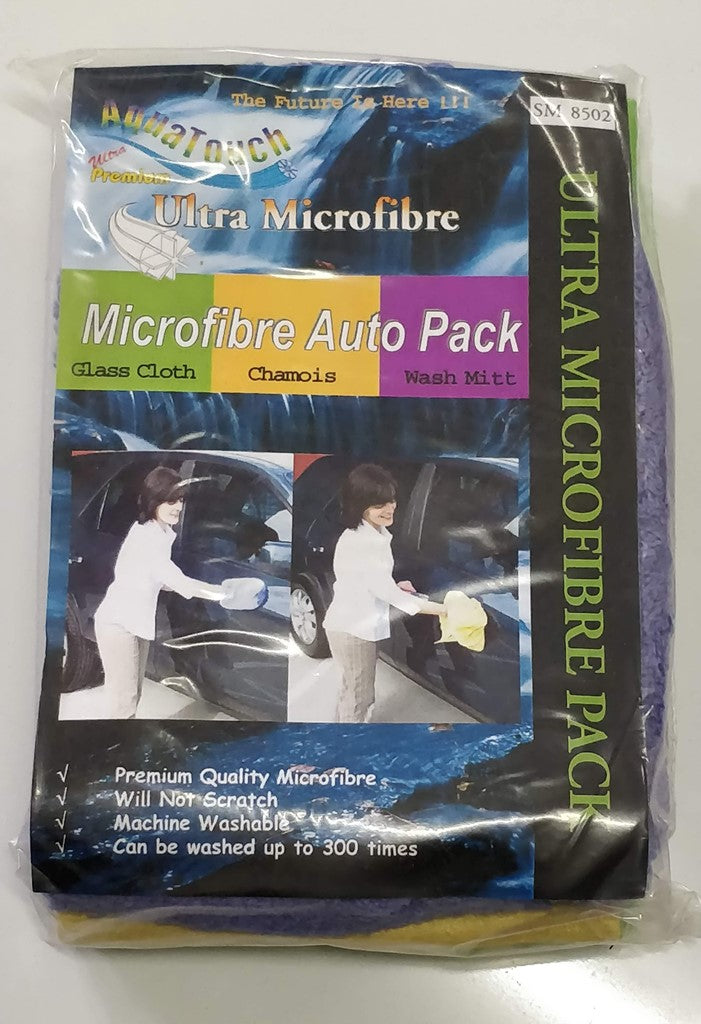 The Future Is Here !!!
SM 8502
AquaTouch
Ultra
Premium
Ultra Microfibre
Microfibre Auto Pack
Glass Cloth Chamois Wash Mitt
ULTRA MICROFIBRE PACK
√ Premium Quality Microfibre
√ Will Not Scratch
√ Machine Washable
√ Can be washed up to 300 times